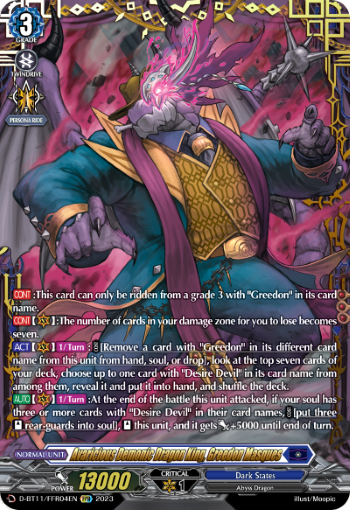 3
GRADE
TWINDRIVE
PERSONA RIDE
CONT :This card can only be ridden from a grade 3 with "Greedon" in its card
name.
CONT【 】:The number of cards in your damage zone for you to lose becomes
seven.
ACT【 】1/Turn : [Remove a card with "Greedon" in its different card
name from this unit from hand, soul, or drop], look at the top seven cards of
your deck, choose up to one card with "Desire Devil" in its card name from
among them, reveal it and put it into hand, and shuffle the deck.
AUTO【 】1/Turn :At the end of the battle this unit attacked, if your soul
has three or more cards with "Desire Devil" in their card names, [put three
rear-guards into soul], this unit, and it gets +5000 until end of turn.
NORMAL UNIT
Avaricious Demonic Dragon King, Greedon Masques
POWER 13000
CRITICAL
1
Dark States
Abyss Dragon
D-BT11/FFR04EN FFR 2023
illust/Moopic